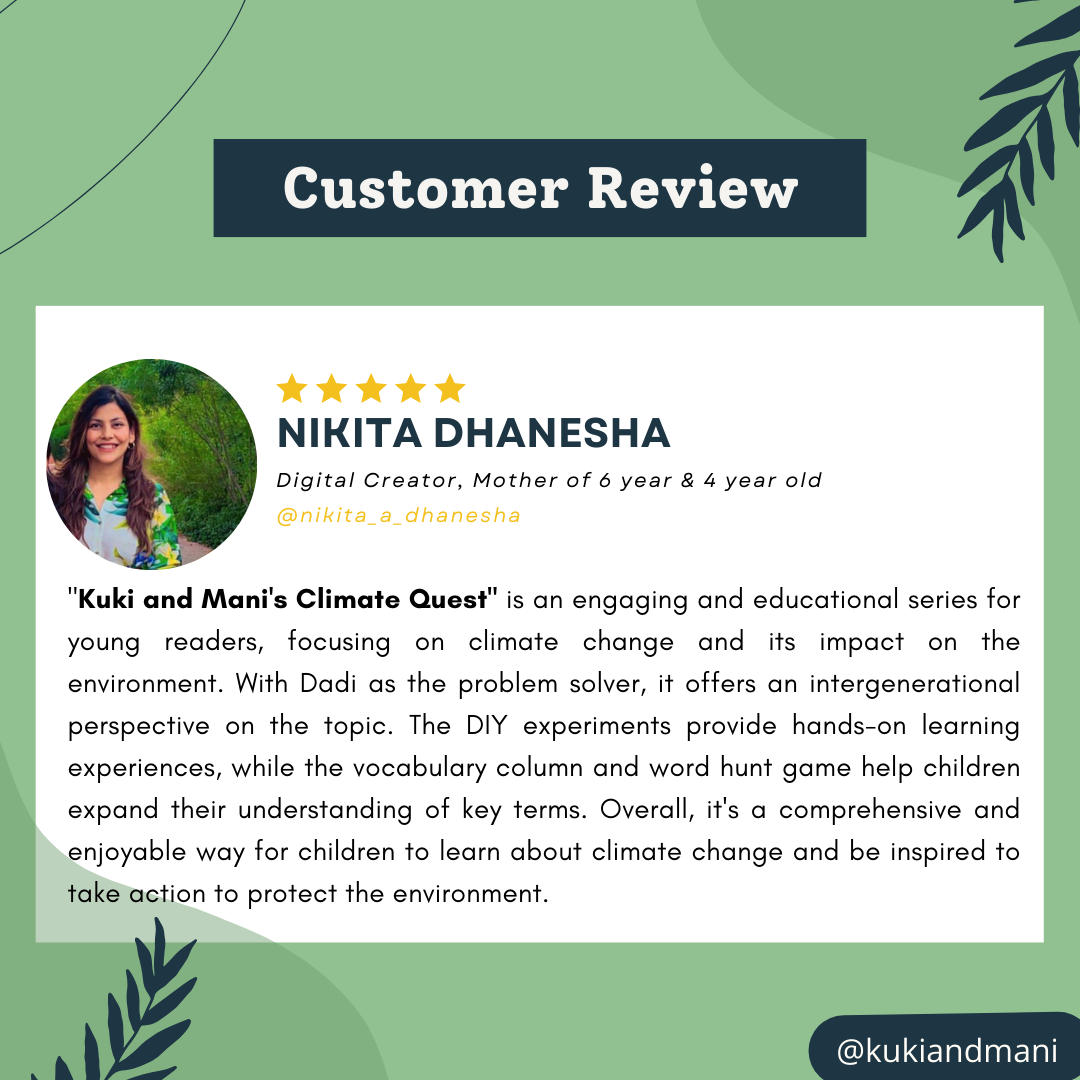 Customer Review
NIKITA DHANESHA
Digital Creator, Mother of 6 year & 4 year old
@nikita_a_dhanesha
"Kuki and Mani's Climate Quest" is an engaging and educational series for
young readers, focusing on climate change and its impact on the
environment. With Dadi as the problem solver, it offers an intergenerational
perspective on the topic. The DIY experiments provide hands-on learning
experiences, while the vocabulary column and word hunt game help children
expand their understanding of key terms. Overall, it's a comprehensive and
enjoyable way for children to learn about climate change and be inspired to
take action to protect the environment.
@kukiandmani